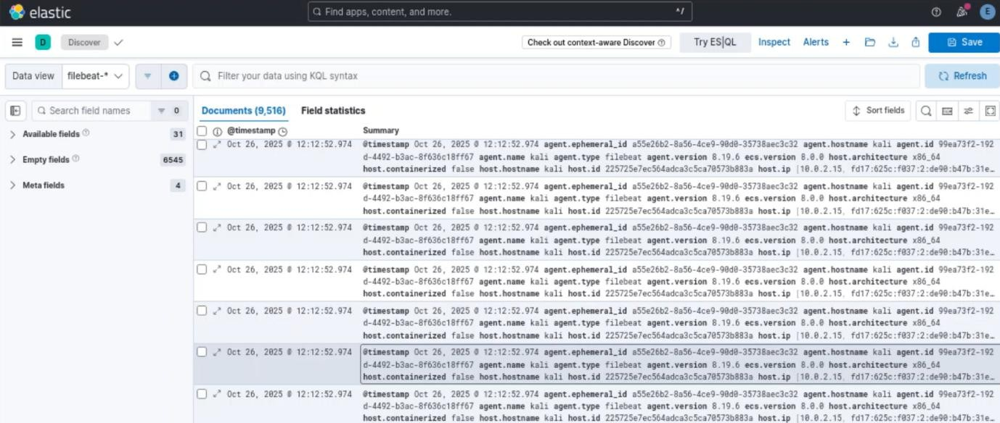 elastic
Find apps, content, and more.
^/
E
D
Discover
Check out context-aware Discover
Try ES|QL
Inspect
Alerts
Save
Data view
filebeat-*
Filter your data using KQL syntax
Refresh
Search field names
0
Documents (9,516)
Field statistics
Sort fields
Available fields
31
Empty fields
6545
Meta fields
4
@timestamp
Summary
Oct 26, 2025 @ 12:12:52.974
@timestamp Oct 26, 2025 @ 12:12:52.974 agent.ephemeral_id a55e26b2-8a56-4ce9-90d0-35738aec3c32 agent.hostname kali agent.id 99ea73f2-192
d-4492-b3ac-8f636c18ff67 agent.name kali agent.type filebeat agent.version 8.19.6 ecs.version 8.0.0 host.architecture x86_64
host.containerized false host.hostname kali host.id 225725e7ec564adca3c5ca70573b883a host.ip [10.0.2.15, fd17:625c:f037:2:de90:b47b:31e…
Oct 26, 2025 @ 12:12:52.974
@timestamp Oct 26, 2025 @ 12:12:52.974 agent.ephemeral_id a55e26b2-8a56-4ce9-90d0-35738aec3c32 agent.hostname kali agent.id 99ea73f2-192
d-4492-b3ac-8f636c18ff67 agent.name kali agent.type filebeat agent.version 8.19.6 ecs.version 8.0.0 host.architecture x86_64
host.containerized false host.hostname kali host.id 225725e7ec564adca3c5ca70573b883a host.ip [10.0.2.15, fd17:625c:f037:2:de90:b47b:31e…
Oct 26, 2025 @ 12:12:52.974
@timestamp Oct 26, 2025 @ 12:12:52.974 agent.ephemeral_id a55e26b2-8a56-4ce9-90d0-35738aec3c32 agent.hostname kali agent.id 99ea73f2-192
d-4492-b3ac-8f636c18ff67 agent.name kali agent.type filebeat agent.version 8.19.6 ecs.version 8.0.0 host.architecture x86_64
host.containerized false host.hostname kali host.id 225725e7ec564adca3c5ca70573b883a host.ip [10.0.2.15, fd17:625c:f037:2:de90:b47b:31e…
Oct 26, 2025 @ 12:12:52.974
@timestamp Oct 26, 2025 @ 12:12:52.974 agent.ephemeral_id a55e26b2-8a56-4ce9-90d0-35738aec3c32 agent.hostname kali agent.id 99ea73f2-192
d-4492-b3ac-8f636c18ff67 agent.name kali agent.type filebeat agent.version 8.19.6 ecs.version 8.0.0 host.architecture x86_64
host.containerized false host.hostname kali host.id 225725e7ec564adca3c5ca70573b883a host.ip [10.0.2.15, fd17:625c:f037:2:de90:b47b:31e…
Oct 26, 2025 @ 12:12:52.974
@timestamp Oct 26, 2025 @ 12:12:52.974 agent.ephemeral_id a55e26b2-8a56-4ce9-90d0-35738aec3c32 agent.hostname kali agent.id 99ea73f2-192
d-4492-b3ac-8f636c18ff67 agent.name kali agent.type filebeat agent.version 8.19.6 ecs.version 8.0.0 host.architecture x86_64
host.containerized false host.hostname kali host.id 225725e7ec564adca3c5ca70573b883a host.ip [10.0.2.15, fd17:625c:f037:2:de90:b47b:31e…
Oct 26, 2025 @ 12:12:52.974
@timestamp Oct 26, 2025 @ 12:12:52.974 agent.ephemeral_id a55e26b2-8a56-4ce9-90d0-35738aec3c32 agent.hostname kali agent.id 99ea73f2-192
d-4492-b3ac-8f636c18ff67 agent.name kali agent.type filebeat agent.version 8.19.6 ecs.version 8.0.0 host.architecture x86_64
host.containerized false host.hostname kali host.id 225725e7ec564adca3c5ca70573b883a host.ip [10.0.2.15, fd17:625c:f037:2:de90:b47b:31e…
Oct 26, 2025 @ 12:12:52.974
@timestamp Oct 26, 2025 @ 12:12:52.974 agent.ephemeral_id a55e26b2-8a56-4ce9-90d0-35738aec3c32 agent.hostname kali agent.id 99ea73f2-192
d-4492-b3ac-8f636c18ff67 agent.name kali agent.type filebeat agent.version 8.19.6 ecs.version 8.0.0 host.architecture x86_64
host.containerized false host.hostname kali host.id 225725e7ec564adca3c5ca70573b883a host.ip [10.0.2.15, fd17:625c:f037:2:de90:b47b:31e…